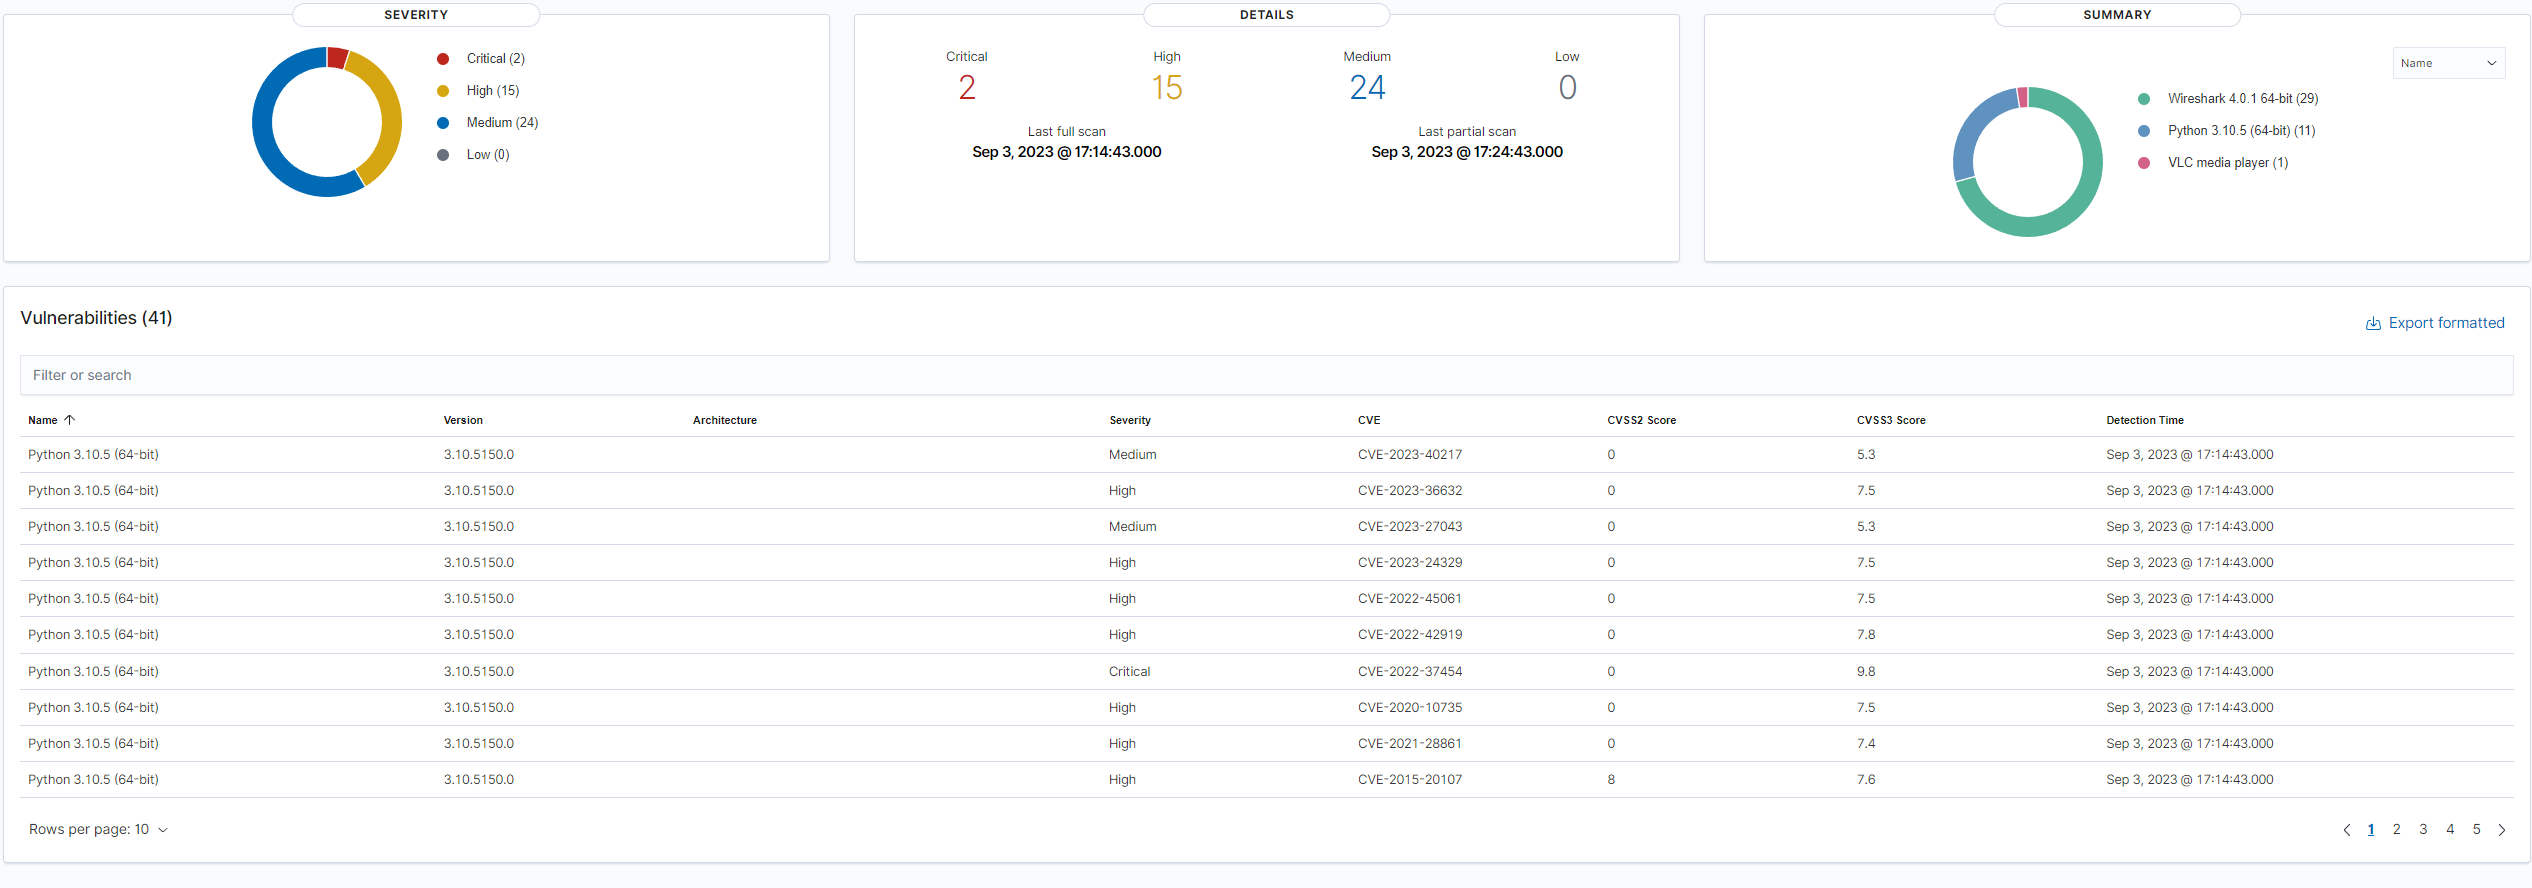 SEVERITY
Critical (2)
High (15)
Medium (24)
Low (0)
DETAILS
Critical High Medium Low
2 15 24 0
Last full scan Last partial scan
Sep 3, 2023 @ 17:14:43.000 Sep 3, 2023 @ 17:24:43.000
SUMMARY
Name
Wireshark 4.0.1 64-bit (29)
Python 3.10.5 (64-bit) (11)
VLC media player (1)
Vulnerabilities (41)
Export formatted
Filter or search
Name Version Architecture Severity CVE CVSS2 Score CVSS3 Score Detection Time
Python 3.10.5 (64-bit) 3.10.5150.0 Medium CVE-2023-40217 0 5.3 Sep 3, 2023 @ 17:14:43.000
Python 3.10.5 (64-bit) 3.10.5150.0 High CVE-2023-36632 0 7.5 Sep 3, 2023 @ 17:14:43.000
Python 3.10.5 (64-bit) 3.10.5150.0 Medium CVE-2023-27043 0 5.3 Sep 3, 2023 @ 17:14:43.000
Python 3.10.5 (64-bit) 3.10.5150.0 High CVE-2023-24329 0 7.5 Sep 3, 2023 @ 17:14:43.000
Python 3.10.5 (64-bit) 3.10.5150.0 High CVE-2022-45061 0 7.5 Sep 3, 2023 @ 17:14:43.000
Python 3.10.5 (64-bit) 3.10.5150.0 High CVE-2022-42919 0 7.8 Sep 3, 2023 @ 17:14:43.000
Python 3.10.5 (64-bit) 3.10.5150.0 Critical CVE-2022-37454 0 9.8 Sep 3, 2023 @ 17:14:43.000
Python 3.10.5 (64-bit) 3.10.5150.0 High CVE-2020-10735 0 7.5 Sep 3, 2023 @ 17:14:43.000
Python 3.10.5 (64-bit) 3.10.5150.0 High CVE-2021-28861 0 7.4 Sep 3, 2023 @ 17:14:43.000
Python 3.10.5 (64-bit) 3.10.5150.0 High CVE-2015-20107 8 7.6 Sep 3, 2023 @ 17:14:43.000
Rows per page: 10
1 2 3 4 5